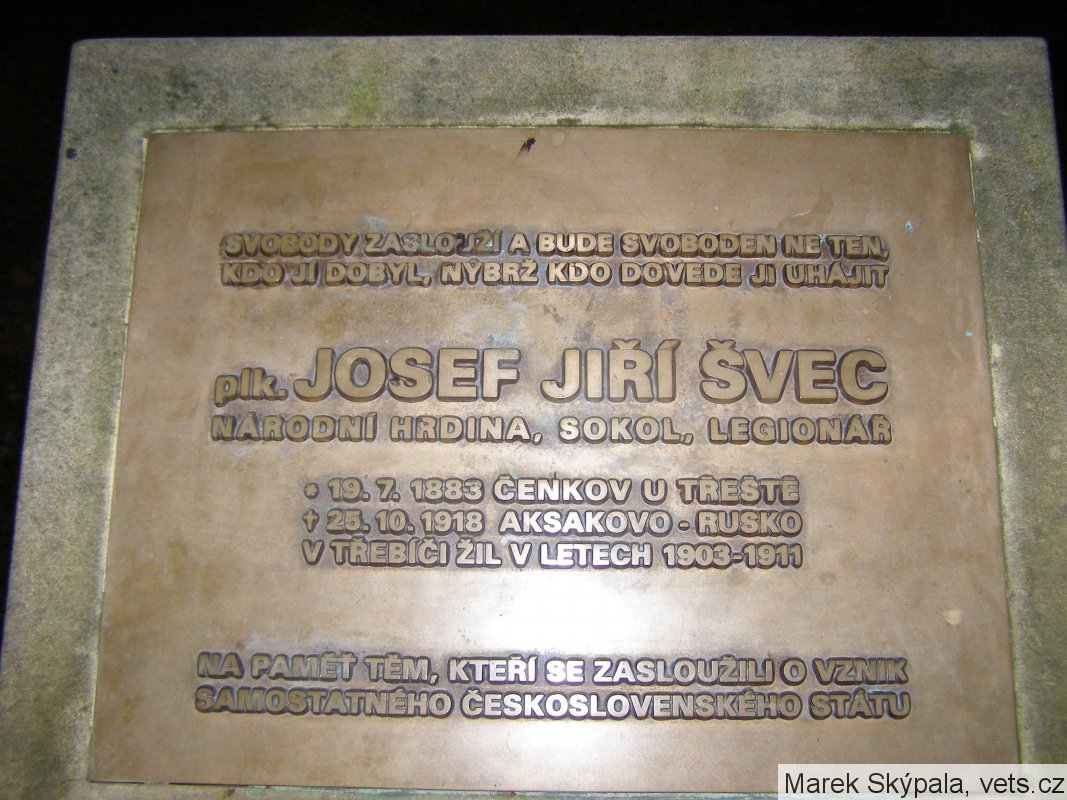 SVOBODY ZASLOUŽÍ A BUDE SVOBODEN NE TEN,
KDO JÍ DOBYL, NÝBRŽ KDO DOVEDE JI UHÁJIT
plk. JOSEF JIŘÍ ŠVEC
NÁRODNÍ HRDINA, SOKOL, LEGIONÁŘ
* 19. 7. 1883 ČENKOV U TŘEŠTĚ
† 25. 10. 1918 AKSAKOVO - RUSKO
V TŘEBÍČI ŽIL V LETECH 1903-1911
NA PAMĚŤ TĚM, KTEŘÍ SE ZASLOUŽILI O VZNIK
SAMOSTATNÉHO ČESKOSLOVENSKÉHO STÁTU
Marek Skýpala, vets.cz